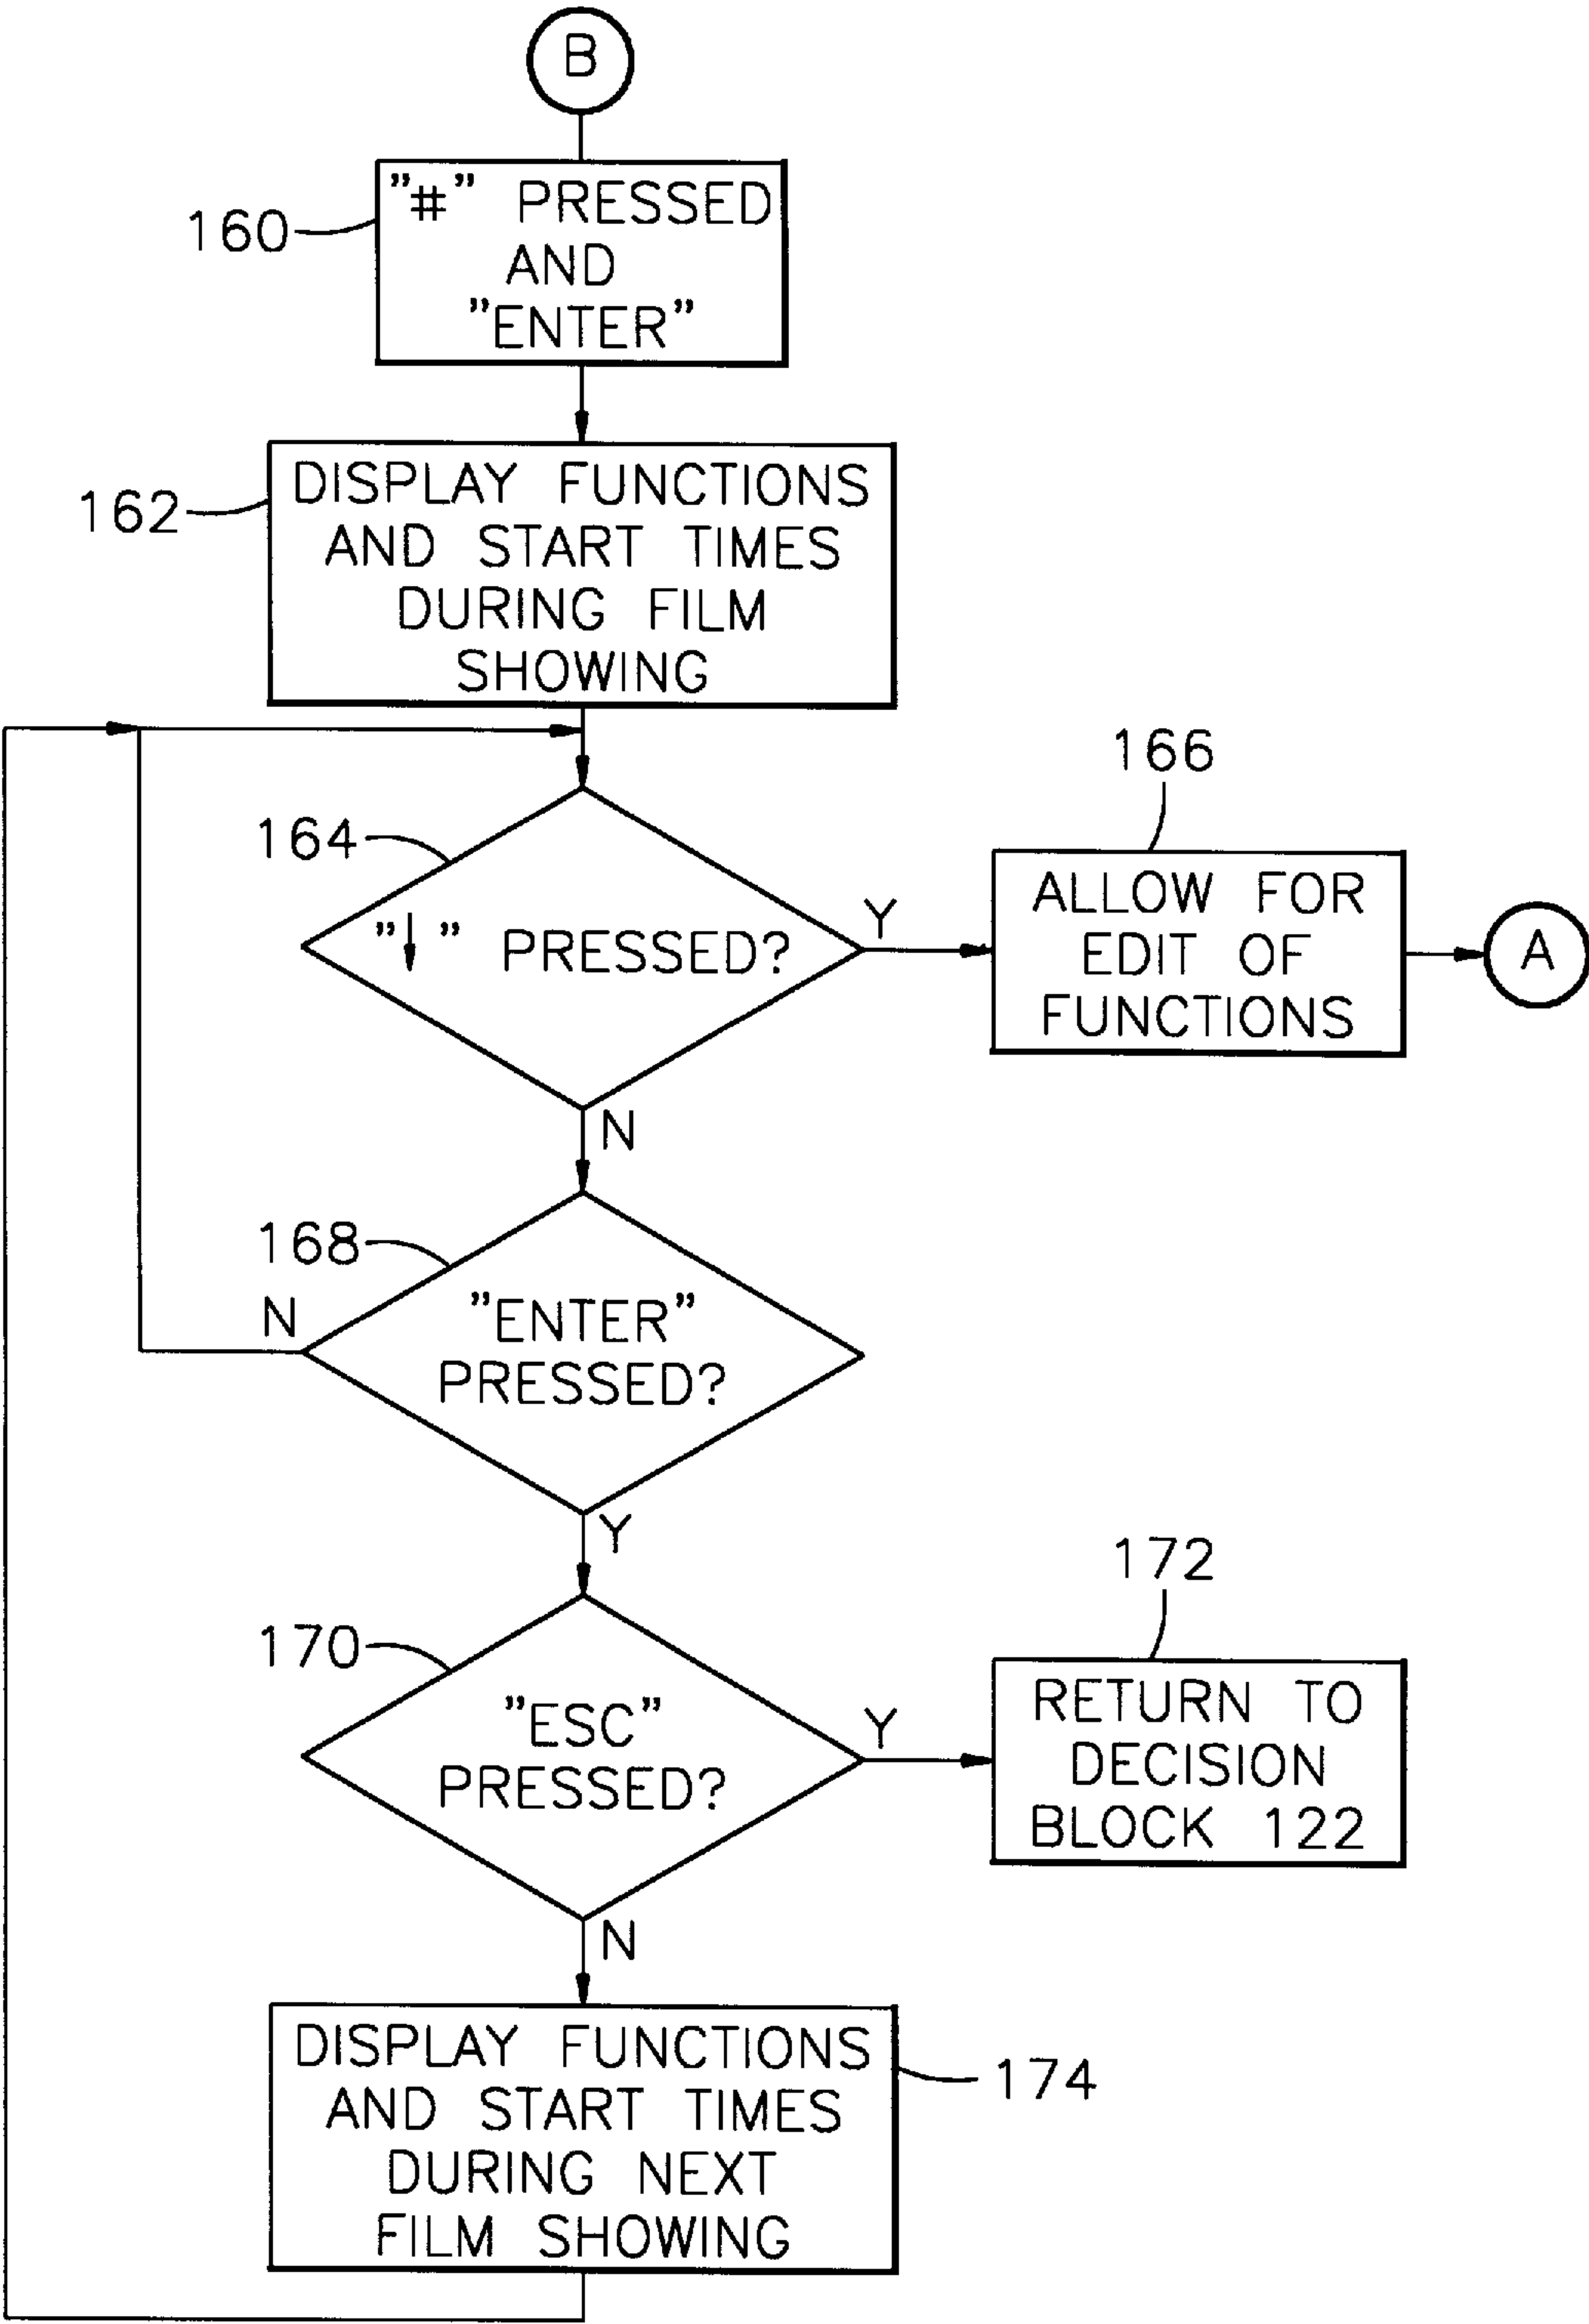 B
160
"#" PRESSED
AND
"ENTER"
162
DISPLAY FUNCTIONS
AND START TIMES
DURING FILM
SHOWING
164
"↓" PRESSED?
Y
166
ALLOW FOR
EDIT OF
FUNCTIONS
A
N
168
"ENTER"
PRESSED?
N
Y
170
"ESC"
PRESSED?
Y
172
RETURN TO
DECISION
BLOCK 122
N
DISPLAY FUNCTIONS
AND START TIMES
DURING NEXT
FILM SHOWING
174